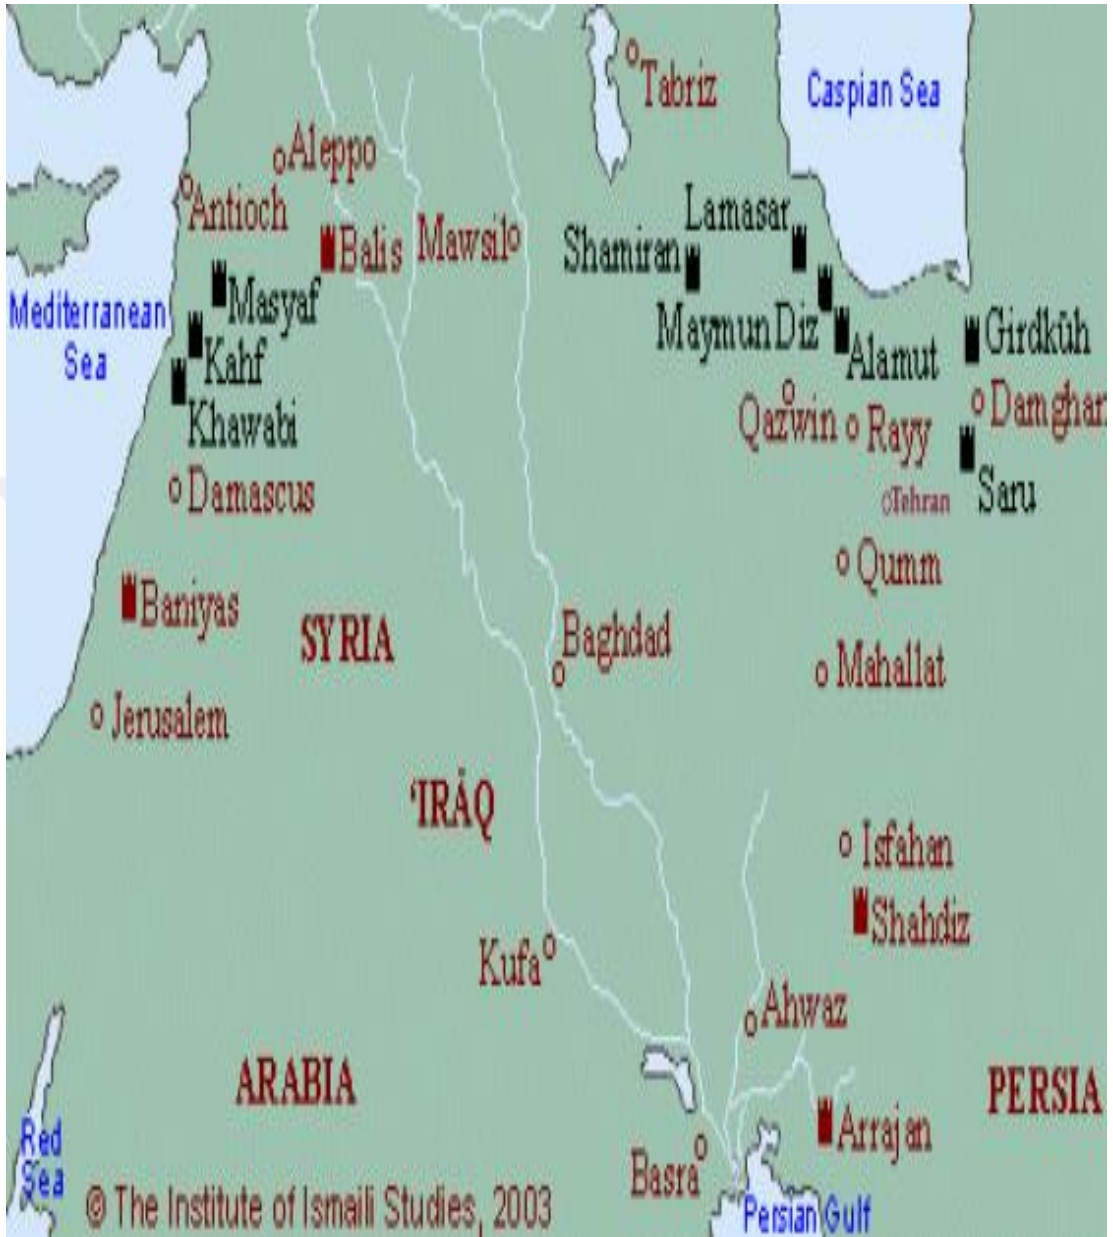 Tabriz
Caspian Sea
Aleppo
Antioch
Lamasar
Balis
Mawsil
Shamiran
Masyaf
Mediterranean
Sea
Maymun Diz
Girdkūh
Kahf
Alamut
Khawabi
Qazwin
Rayy
Damghan
Damascus
Tehran
Saru
Qumm
Baniyas
SYRIA
Baghdad
Mahallat
Jerusalem
‘IRĀQ
Isfahan
Shahdiz
Kufa
Ahwaz
ARABIA
PERSIA
Arrajan
Red
Sea
Basra
© The Institute of Ismaili Studies, 2003
Persian Gulf